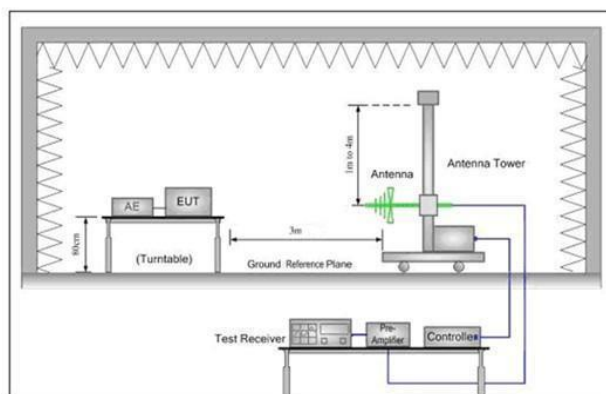 1m to 4m
Antenna
Antenna Tower
AE
EUT
80cm
(Turntable)
3m
Ground Reference Plane
Test Receiver
Pre-
Amplifier
Controller